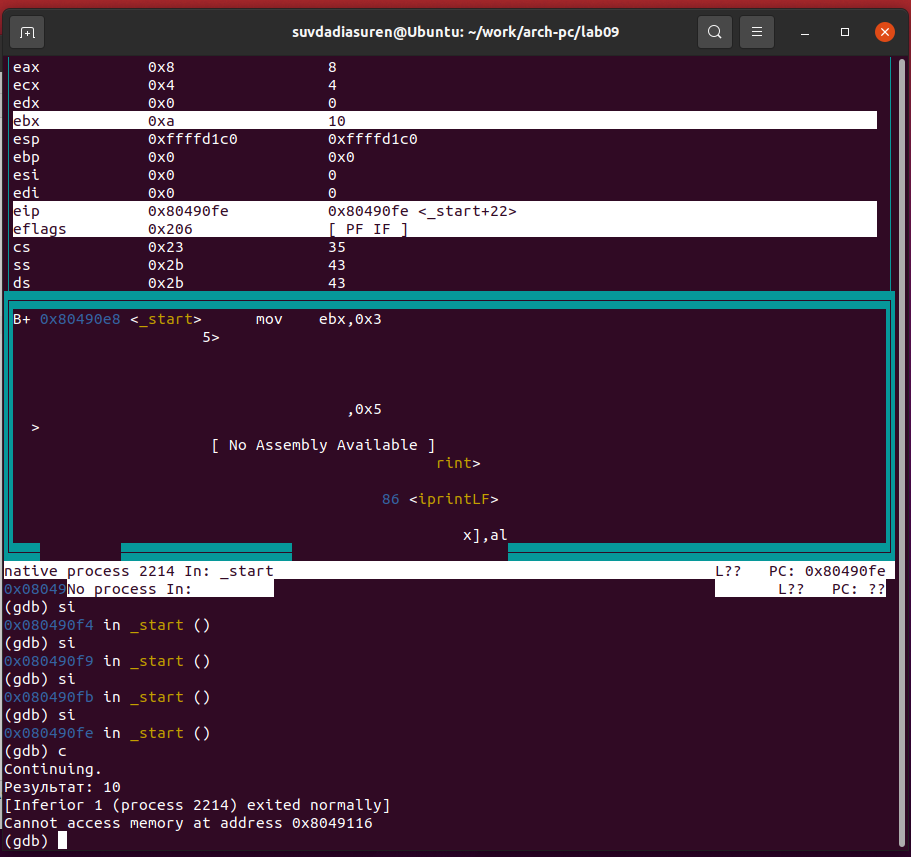 suvdadiasuren@Ubuntu: ~/work/arch-pc/lab09
eax 0x8 8
ecx 0x4 4
edx 0x0 0
ebx 0xa 10
esp 0xffffd1c0 0xffffd1c0
ebp 0x0 0x0
esi 0x0 0
edi 0x0 0
eip 0x80490fe 0x80490fe <_start+22>
eflags 0x206 [ PF IF ]
cs 0x23 35
ss 0x2b 43
ds 0x2b 43
B+ 0x80490e8 <_start> mov ebx,0x3
5>
,0x5
>
[ No Assembly Available ]
rint>
86 <iprintLF>
x],al
native process 2214 In: _start L?? PC: 0x80490fe
0x08049No process In: L?? PC: ??
(gdb) si
0x080490f4 in _start ()
(gdb) si
0x080490f9 in _start ()
(gdb) si
0x080490fb in _start ()
(gdb) si
0x080490fe in _start ()
(gdb) c
Continuing.
Результат: 10
[Inferior 1 (process 2214) exited normally]
Cannot access memory at address 0x8049116
(gdb)